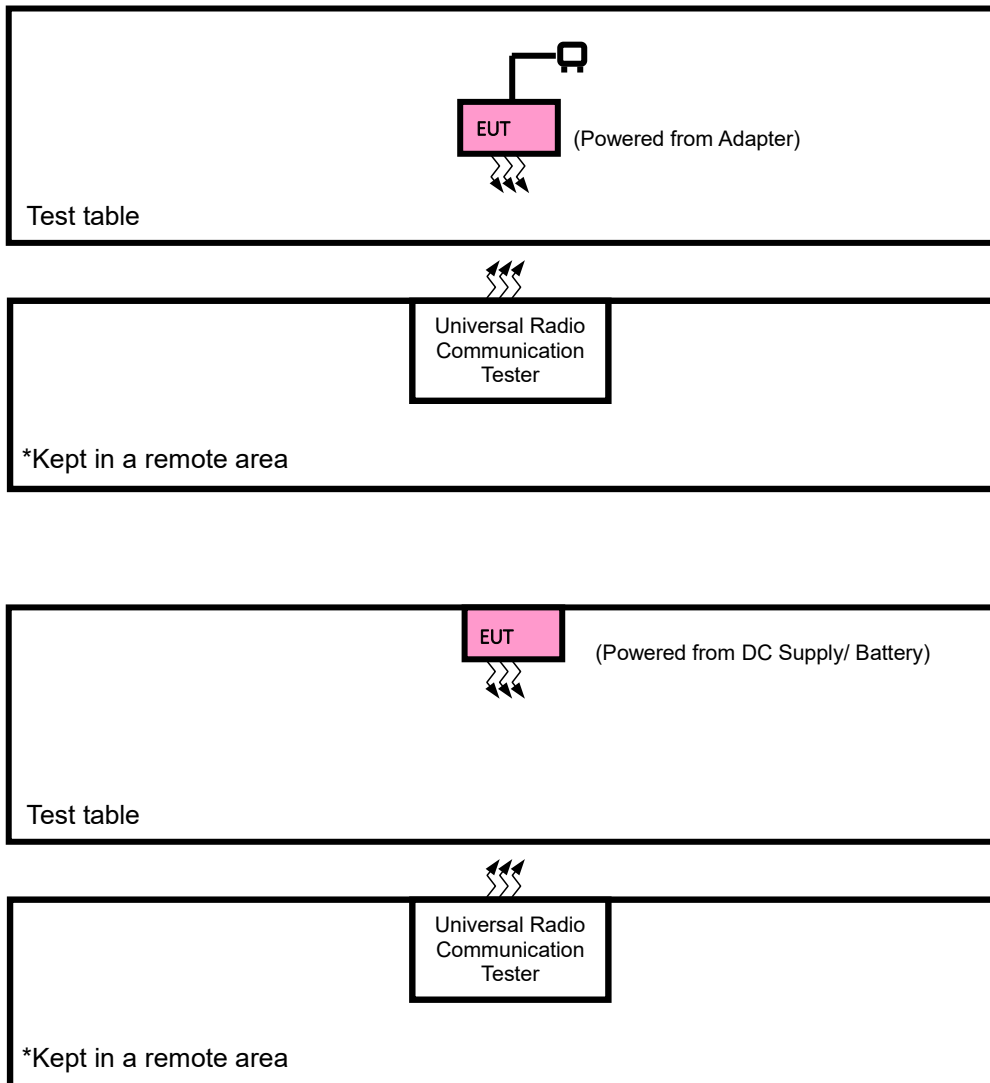 EUT
(Powered from Adapter)
Test table
Universal Radio
Communication
Tester
*Kept in a remote area
EUT
(Powered from DC Supply/ Battery)
Test table
Universal Radio
Communication
Tester
*Kept in a remote area